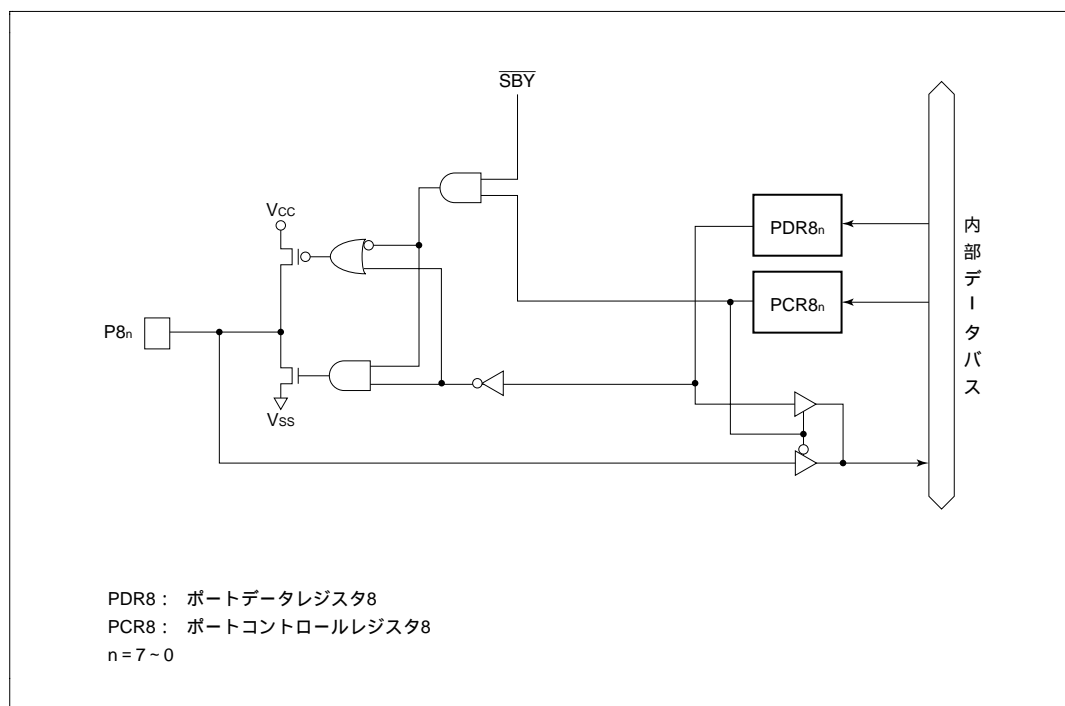 SBY
VCC
PDR8n
PCR8n
内部データバス
P8n
VSS
PDR8： ポートデータレジスタ8
PCR8： ポートコントロールレジスタ8
n = 7 ~ 0